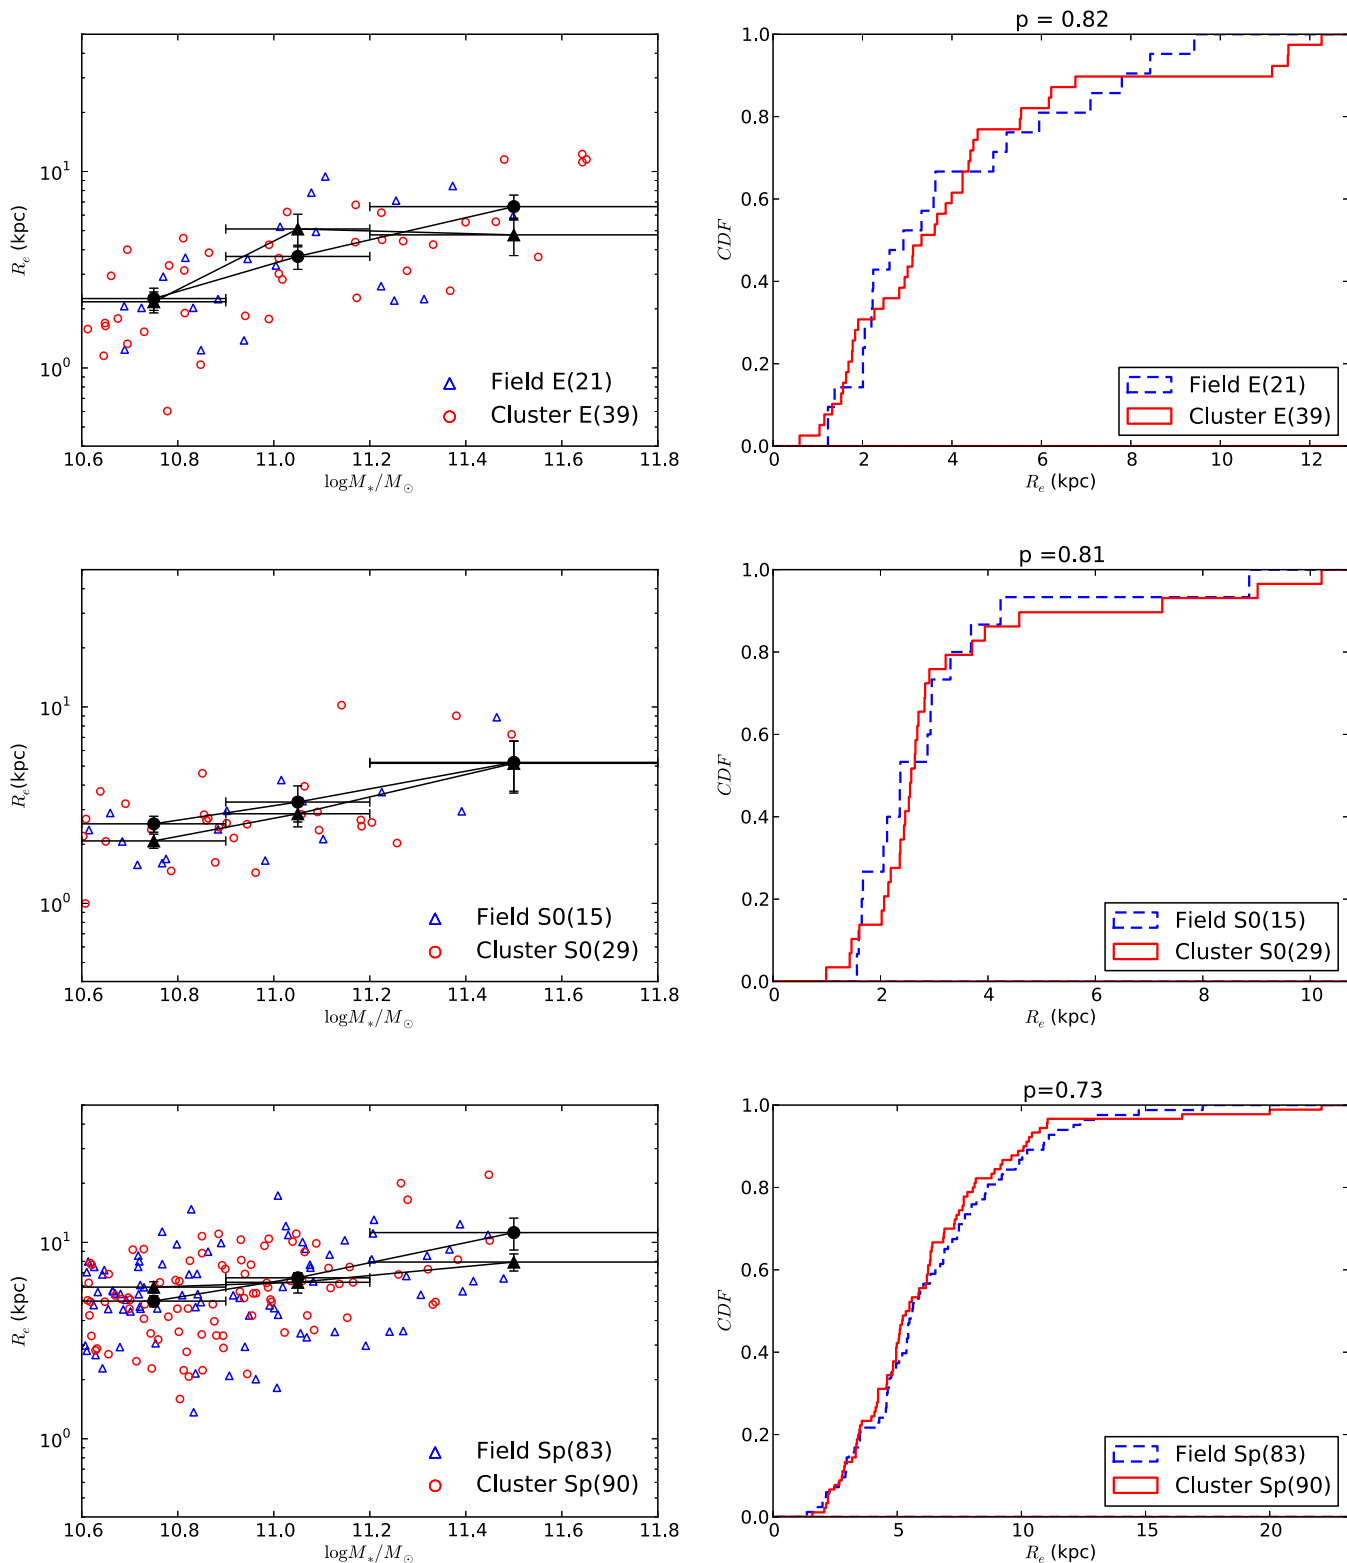 10¹
10⁰
R_e (kpc)
Field E(21)
Cluster E(39)
10.6 10.8 11.0 11.2 11.4 11.6 11.8
logM_*/M_⊙
p = 0.82
1.0
0.8
0.6
0.4
0.2
0.0
CDF
Field E(21)
Cluster E(39)
0 2 4 6 8 10 12
R_e (kpc)
10¹
10⁰
R_e(kpc)
Field S0(15)
Cluster S0(29)
10.6 10.8 11.0 11.2 11.4 11.6 11.8
logM_*/M_⊙
p =0.81
1.0
0.8
0.6
0.4
0.2
0.0
CDF
Field S0(15)
Cluster S0(29)
0 2 4 6 8 10
R_e (kpc)
10¹
10⁰
R_e (kpc)
Field Sp(83)
Cluster Sp(90)
10.6 10.8 11.0 11.2 11.4 11.6 11.8
logM_*/M_⊙
p=0.73
1.0
0.8
0.6
0.4
0.2
0.0
CDF
Field Sp(83)
Cluster Sp(90)
0 5 10 15 20
R_e (kpc)